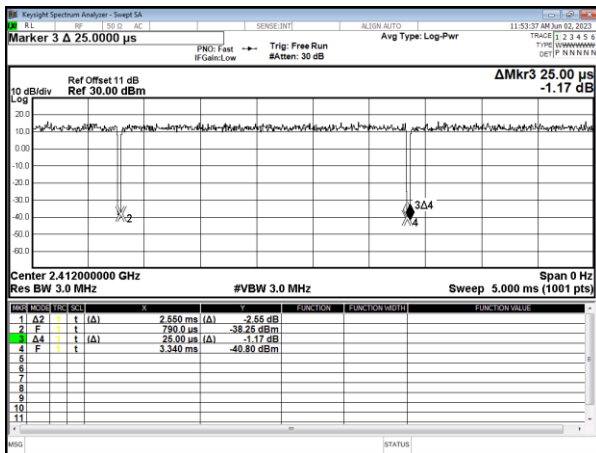 Keysight Spectrum Analyzer - Swept SA
RL RF 50 Ω AC SENSE:INT ALIGN AUTO 11:53:37 AM Jun 02, 2023
Marker 3 Δ 25.0000 µs
PNO: Fast
IFGain:Low
Trig: Free Run
#Atten: 30 dB
Avg Type: Log-Pwr
TRACE 1 2 3 4 5 6
TYPE WWWWWW
DET P NNNNN
Ref Offset 11 dB
10 dB/div Ref 30.00 dBm
ΔMkr3 25.00 µs
-1.17 dB
Log
20.0
10.0
0.00
-10.0
-20.0
-30.0
-40.0
-50.0
-60.0
2
3Δ4
4
Center 2.412000000 GHz Span 0 Hz
Res BW 3.0 MHz #VBW 3.0 MHz Sweep 5.000 ms (1001 pts)
MKR MODE TRC SCL X Y FUNCTION FUNCTION WIDTH FUNCTION VALUE
1 Δ2 1 t (Δ) 2.550 ms (Δ) -2.55 dB
2 F 1 t 790.0 µs -38.25 dBm
3 Δ4 1 t (Δ) 25.00 µs (Δ) -1.17 dB
4 F 1 t 3.340 ms -40.80 dBm
5
6
7
8
9
10
11
MSG STATUS